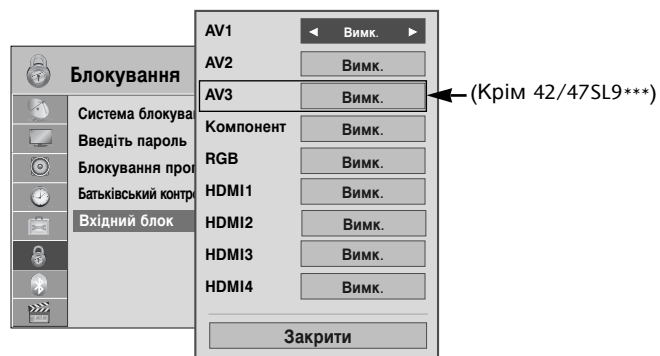 Блокування
Система блокува
Введіть пароль
Блокування про
Батьківський контр
Вхідний блок
AV1 ◄ Вимк. ►
AV2 Вимк.
AV3 Вимк. (Крім 42/47SL9***)
Компонент Вимк.
RGB Вимк.
HDMI1 Вимк.
HDMI2 Вимк.
HDMI3 Вимк.
HDMI4 Вимк.
Закрити